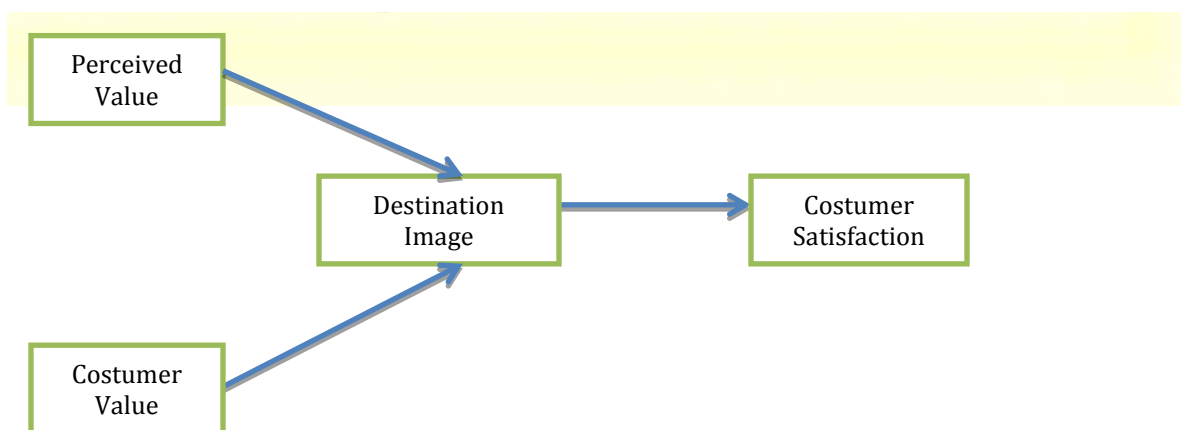 Perceived
Value
Destination
Image
Costumer
Satisfaction
Costumer
Value